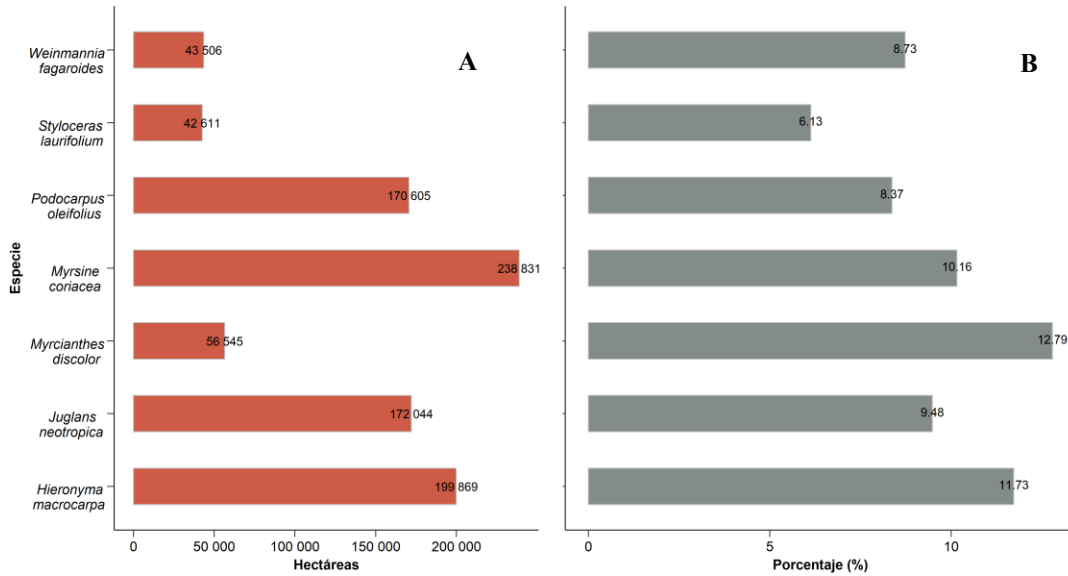 A
B
Especie
Weinmannia
fagaroides
43 506
8.73
Styloceras
laurifolium
42 611
6.13
Podocarpus
oleifolius
170 605
8.37
Myrsine
coriacea
238 831
10.16
Myrcianthes
discolor
56 545
12.79
Juglans
neotropica
172 044
9.48
Hieronyma
macrocarpa
199 869
11.73
0 50 000 100 000 150 000 200 000
Hectáreas
0 5 10
Porcentaje (%)